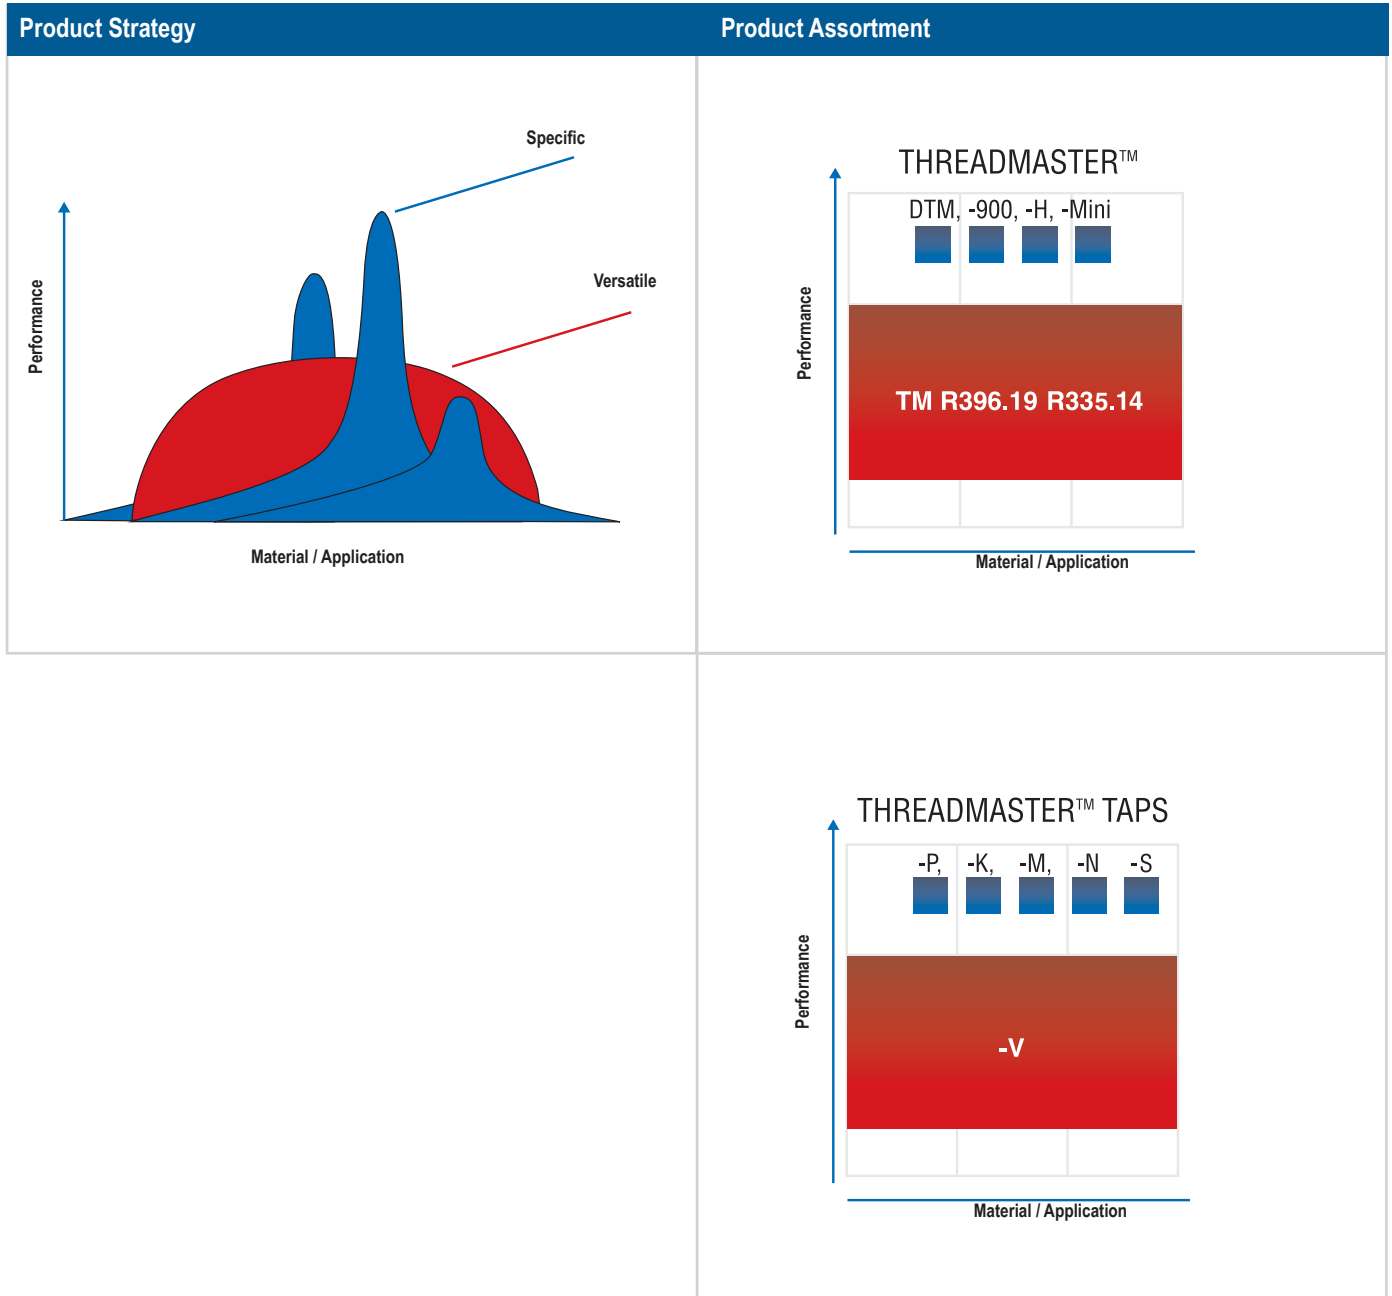 Product Strategy
Product Assortment
Specific
Versatile
Performance
Material / Application
THREADMASTER™
DTM, -900, -H, -Mini
Performance
TM R396.19 R335.14
Material / Application
THREADMASTER™ TAPS
-P, -K, -M, -N -S
Performance
-V
Material / Application